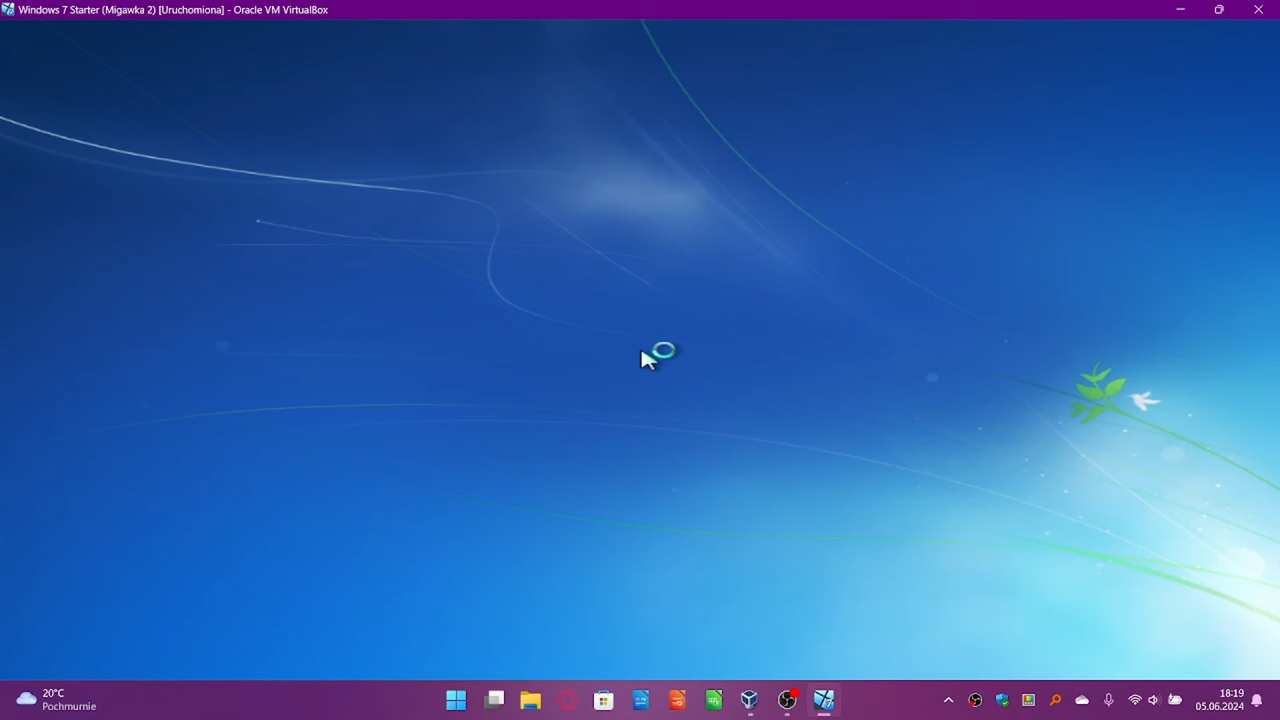 Windows 7 Starter (Migawka 2) [Uruchomiona] - Oracle VM VirtualBox
20°C
Pochmurnie
18:19
05.06.2024